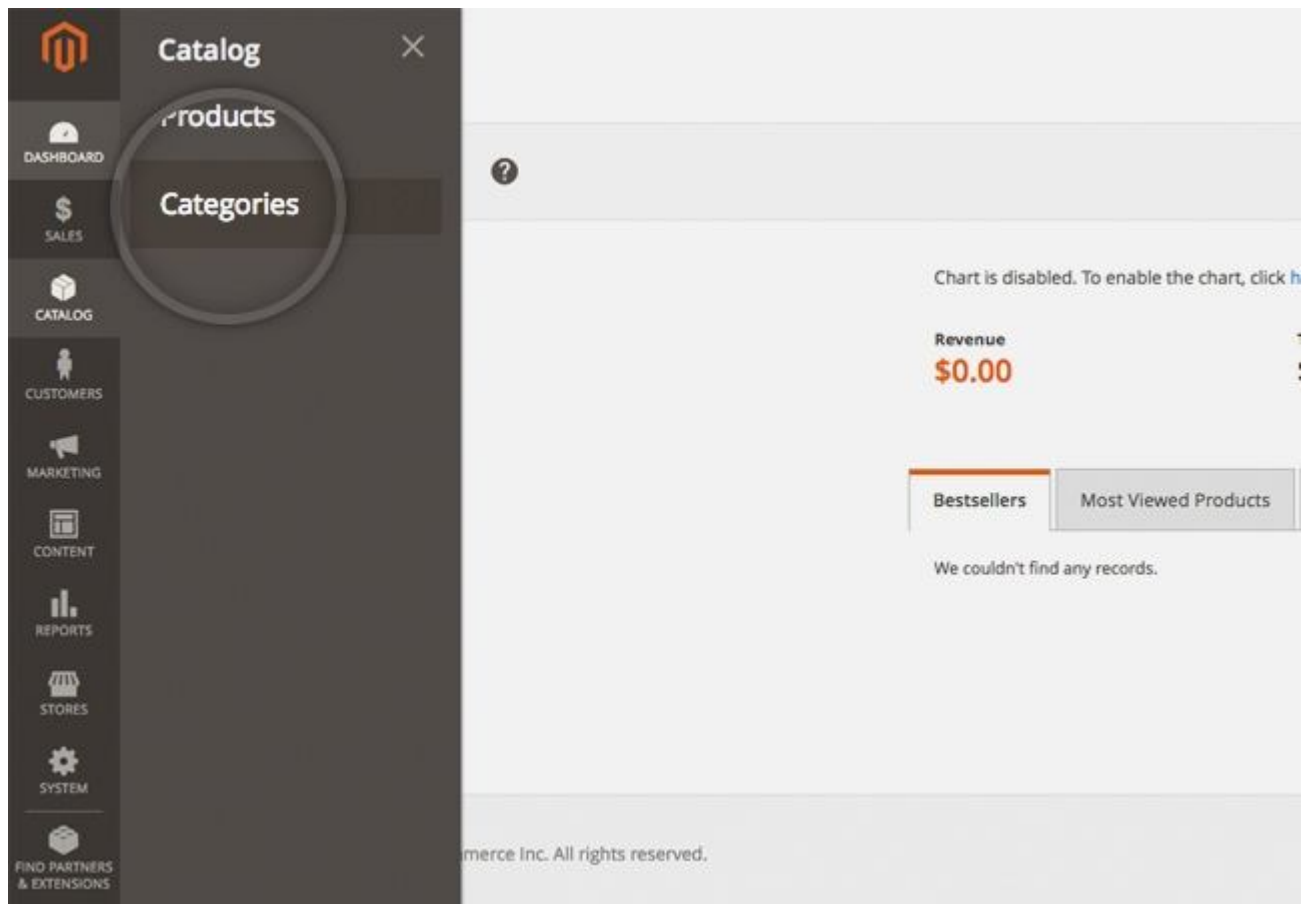 DASHBOARD
SALES
CATALOG
CUSTOMERS
MARKETING
CONTENT
REPORTS
STORES
SYSTEM
FIND PARTNERS
& EXTENSIONS
Catalog
Products
Categories
Chart is disabled. To enable the chart, click
Revenue
$0.00
Bestsellers
Most Viewed Products
We couldn't find any records.
Inc. All rights reserved.